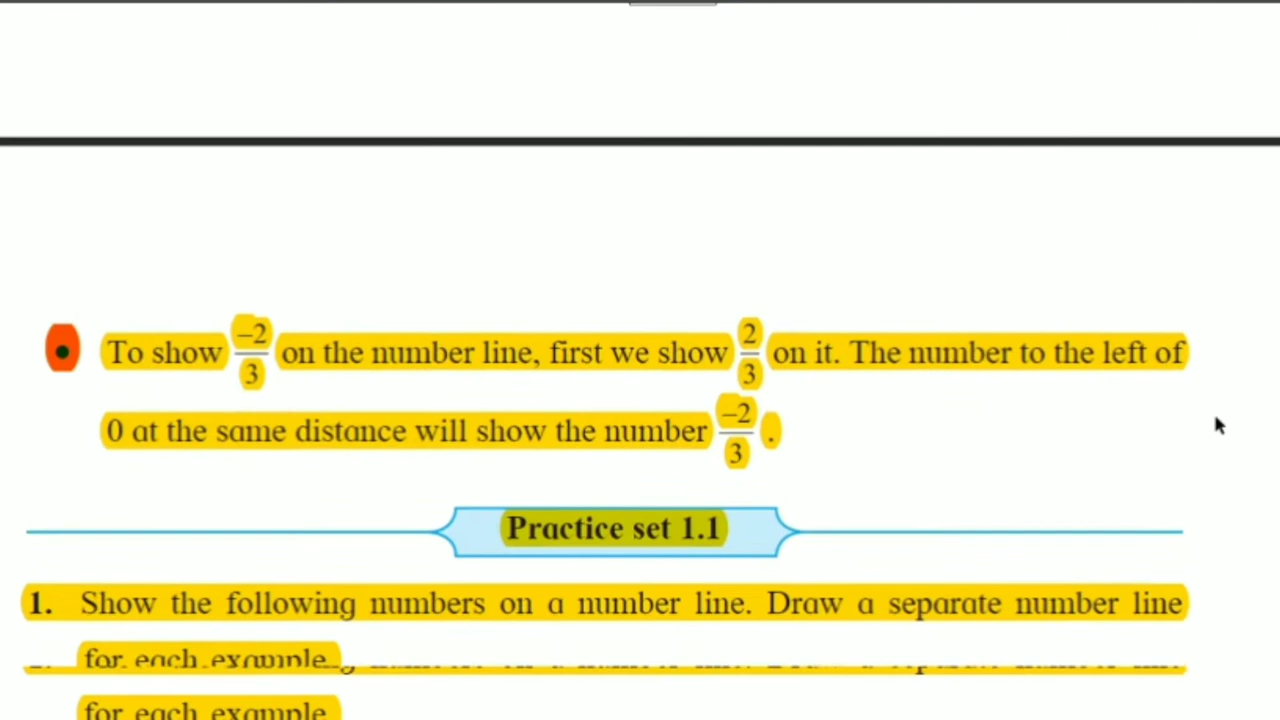 • To show –2/3 on the number line, first we show 2/3 on it. The number to the left of
0 at the same distance will show the number –2/3 .
Practice set 1.1
1. Show the following numbers on a number line. Draw a separate number line
for each example
for each example